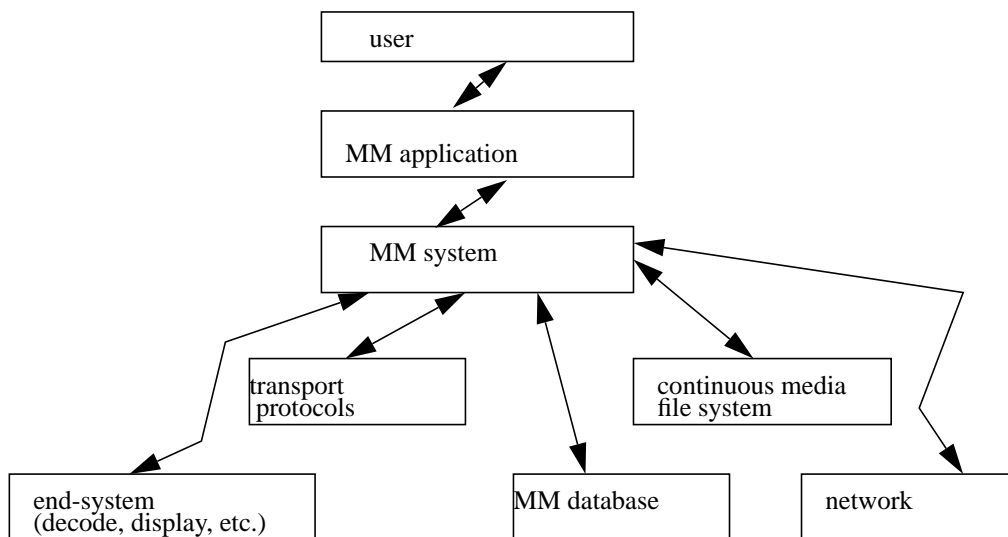 user
MM application
MM system
transport
protocols
continuous media
file system
end-system
(decode, display, etc.)
MM database
network